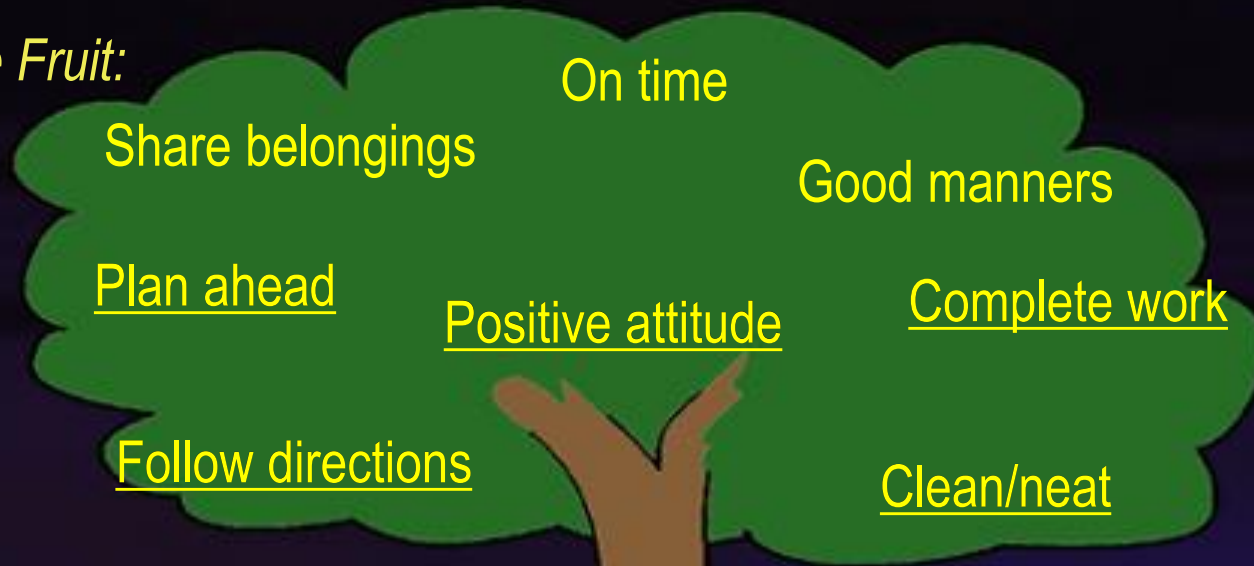 Fruit:
On time
Share belongings
Good manners
Plan ahead
Positive attitude
Complete work
Follow directions
Clean/neat